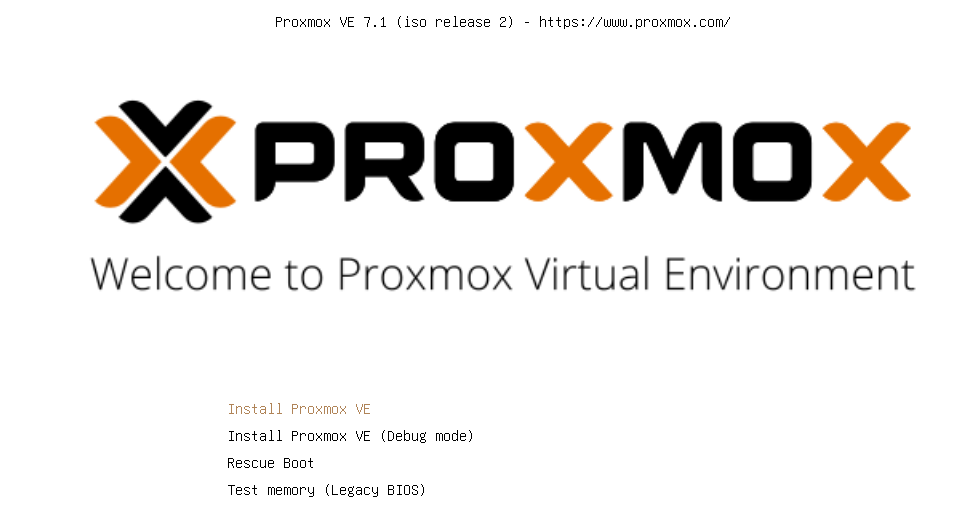 Proxmox VE 7.1 (iso release 2) - https://www.proxmox.com/
PROXMOX
Welcome to Proxmox Virtual Environment
Install Proxmox VE
Install Proxmox VE (Debug mode)
Rescue Boot
Test memory (Legacy BIOS)